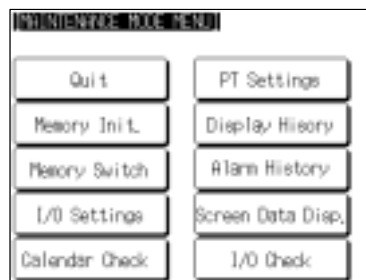 [MAINTENANCE MODE MENU]
Quit
PT Settings
Memory Init.
Display Hisory
Memory Switch
Alarm History
I/O Settings
Screen Data Disp.
Calendar Check
I/O Check